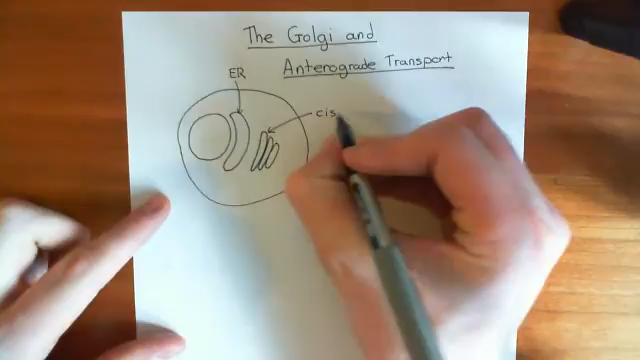 The Golgi and
Anterograde Transport
ER
cis